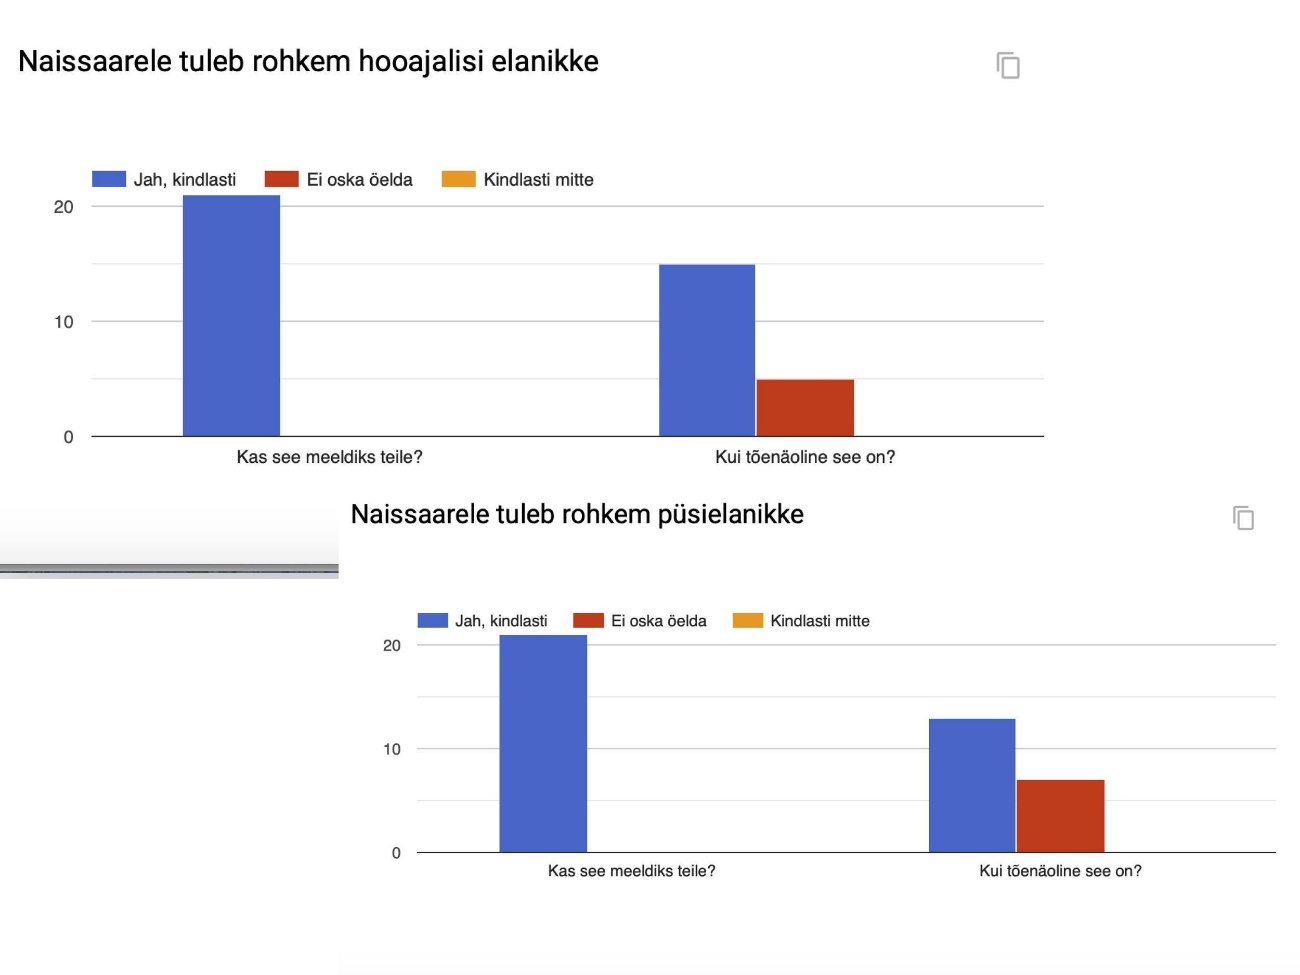 Naissaarele tuleb rohkem hooajalisi elanikke
Jah, kindlasti Ei oska öelda Kindlasti mitte
20
10
0
Kas see meeldiks teile? Kui tõenäoline see on?
Naissaarele tuleb rohkem püsielanikke
Jah, kindlasti Ei oska öelda Kindlasti mitte
20
10
0
Kas see meeldiks teile? Kui tõenäoline see on?